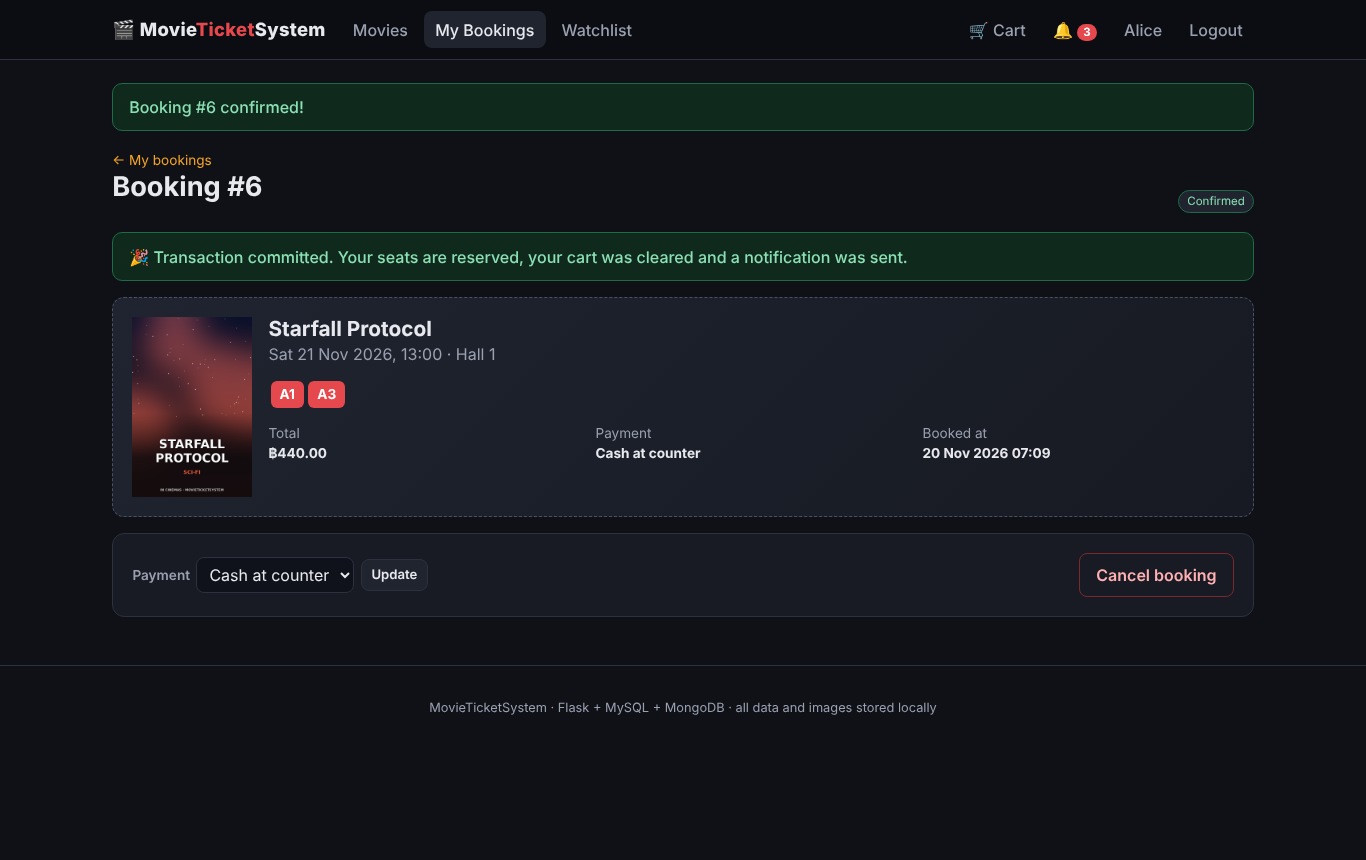 🎬 MovieTicketSystem Movies My Bookings Watchlist 🛒 Cart 🔔 3 Alice Logout
Booking #6 confirmed!
← My bookings
Booking #6
Confirmed
🎉 Transaction committed. Your seats are reserved, your cart was cleared and a notification was sent.
STARFALL
PROTOCOL
SCI-FI
Starfall Protocol
Sat 21 Nov 2026, 13:00 · Hall 1
A1 A3
Total Payment Booked at
฿440.00 Cash at counter 20 Nov 2026 07:09
Payment Cash at counter Update Cancel booking
MovieTicketSystem · Flask + MySQL + MongoDB · all data and images stored locally